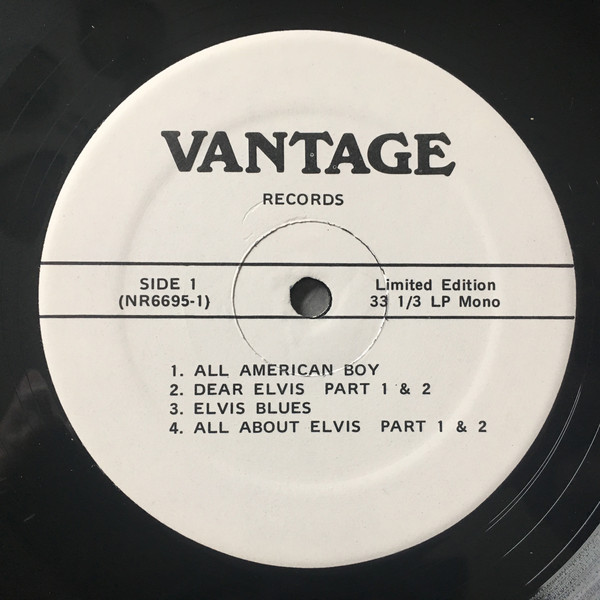 VANTAGE
RECORDS
SIDE 1
(NR6695-1)
Limited Edition
33 1/3 LP Mono
1. ALL AMERICAN BOY
2. DEAR ELVIS PART 1 & 2
3. ELVIS BLUES
4. ALL ABOUT ELVIS PART 1 & 2